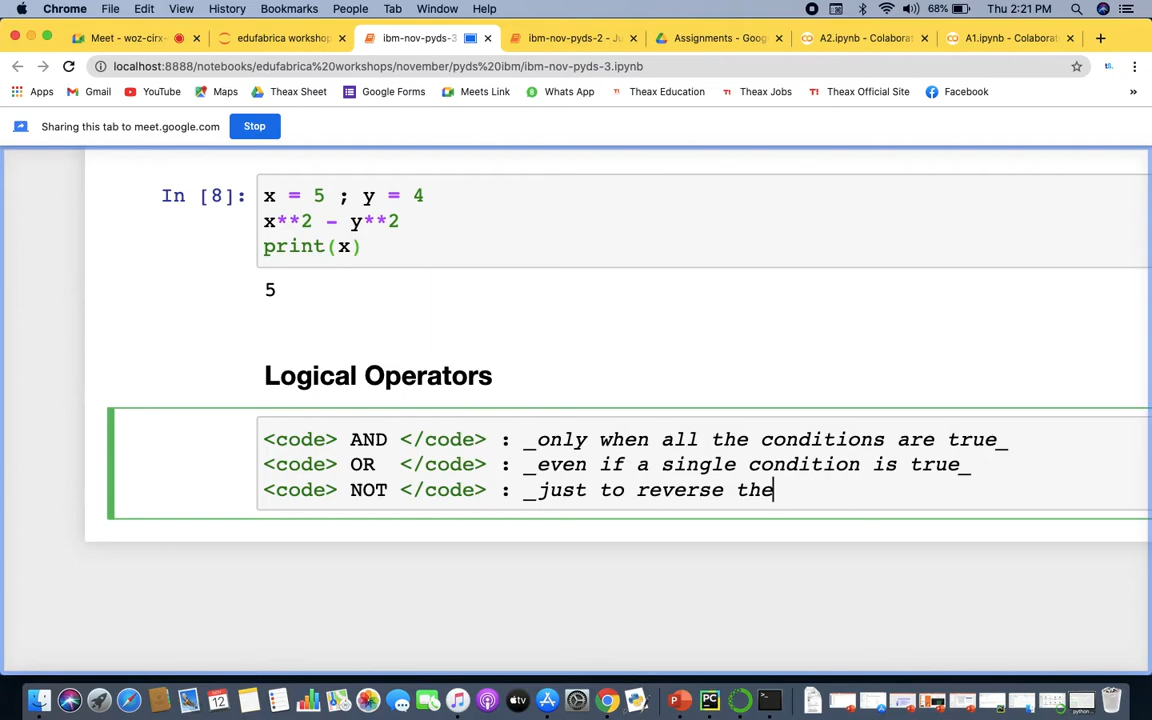 Chrome File Edit View History Bookmarks People Tab Window Help 68% Thu 2:21 PM
Meet - woz-cirx- edufabrica workshop ibm-nov-pyds-3 ibm-nov-pyds-2 - Ju Assignments - Goog A2.ipynb - Colaborat A1.ipynb - Colaborat
localhost:8888/notebooks/edufabrica%20workshops/november/pyds%20ibm/ibm-nov-pyds-3.ipynb
Apps Gmail YouTube Maps Theax Sheet Google Forms Meets Link Whats App Theax Education Theax Jobs Theax Official Site Facebook »
Sharing this tab to meet.google.com Stop
In [8]: x = 5 ; y = 4
x**2 - y**2
print(x)
5
Logical Operators
<code> AND </code> : _only when all the conditions are true_
<code> OR </code> : _even if a single condition is true_
<code> NOT </code> : _just to reverse the